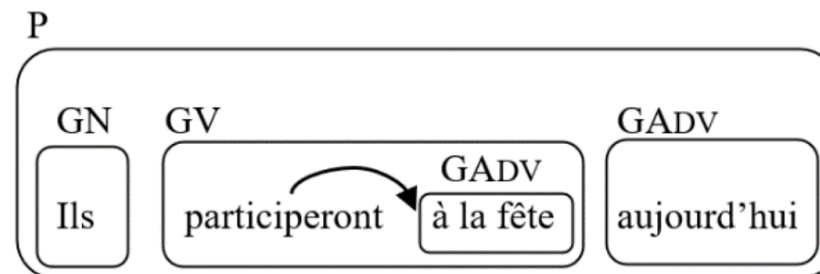 P
GN GV GADV
GADV
Ils participeront à la fête aujourd’hui